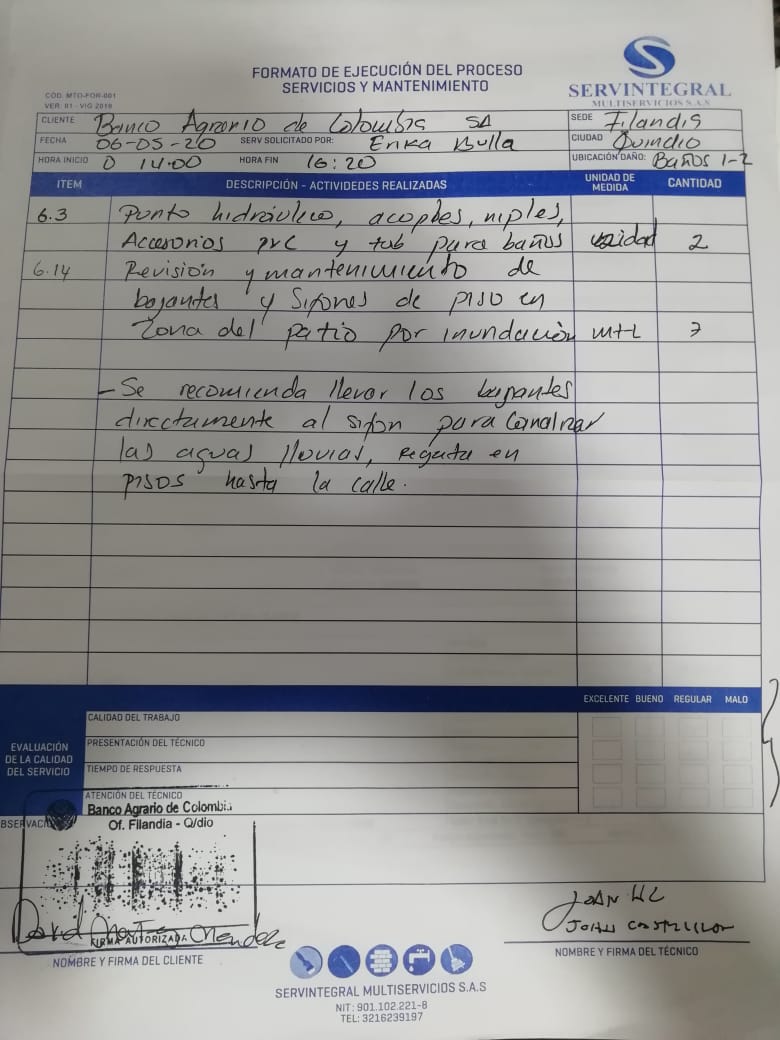 FORMATO DE EJECUCIÓN DEL PROCESO
SERVICIOS Y MANTENIMIENTO
SERVINTEGRAL
MULTISERVICIOS S.A.S
COD. MTO-FOR-001
VER. 01 - VIG 2019
CLIENTE Banco Agrario de Colombia SA SEDE Filandia
FECHA 06-05-20 SERV SOLICITADO POR: Erika Bulla CIUDAD Quindio
HORA INICIO 14:00 HORA FIN 16:20 UBICACIÓN DAÑO: Baños 1-2
ITEM DESCRIPCIÓN - ACTIVIDEDES REALIZADAS UNIDAD DE MEDIDA CANTIDAD
6.3 Punto hidráulico, acoples, niples,
Accesorios PVC y tub para baños unidad 2
6.14 Revisión y mantenimiento de
bajantes y Sifones de piso en
Zona del patio por inundación mtl 7
- Se recomienda llevar los bajantes
directamente al sifon para Canalizar
las aguas lluvias, en
pisos hasta la calle.
EXCELENTE BUENO REGULAR MALO
EVALUACIÓN
DE LA CALIDAD
DEL SERVICIO
CALIDAD DEL TRABAJO
PRESENTACIÓN DEL TÉCNICO
TIEMPO DE RESPUESTA
ATENCIÓN DEL TÉCNICO
BSERVACI
Banco Agrario de Colombia
Of. Filandia - Q/dio
FIRMA AUTORIZADA
David Mendez
NOMBRE Y FIRMA DEL CLIENTE
JOAN
JOHN
NOMBRE Y FIRMA DEL TÉCNICO
SERVINTEGRAL MULTISERVICIOS S.A.S
NIT: 901.102.221-8
TEL: 3216239197